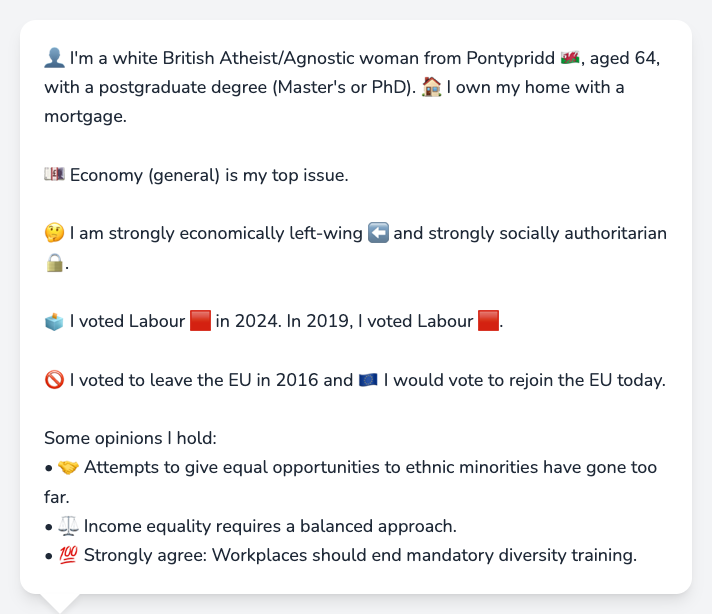 👤 I'm a white British Atheist/Agnostic woman from Pontypridd 🏴󠁧󠁢󠁷󠁬󠁳󠁿, aged 64,
with a postgraduate degree (Master's or PhD). 🏠 I own my home with a
mortgage.
💷 Economy (general) is my top issue.
🤔 I am strongly economically left-wing ⬅️ and strongly socially authoritarian
🔒.
🗳️ I voted Labour 🟥 in 2024. In 2019, I voted Labour 🟥.
🚫 I voted to leave the EU in 2016 and 🇪🇺 I would vote to rejoin the EU today.
Some opinions I hold:
• 🤝 Attempts to give equal opportunities to ethnic minorities have gone too
far.
• ⚖️ Income equality requires a balanced approach.
• 💯 Strongly agree: Workplaces should end mandatory diversity training.